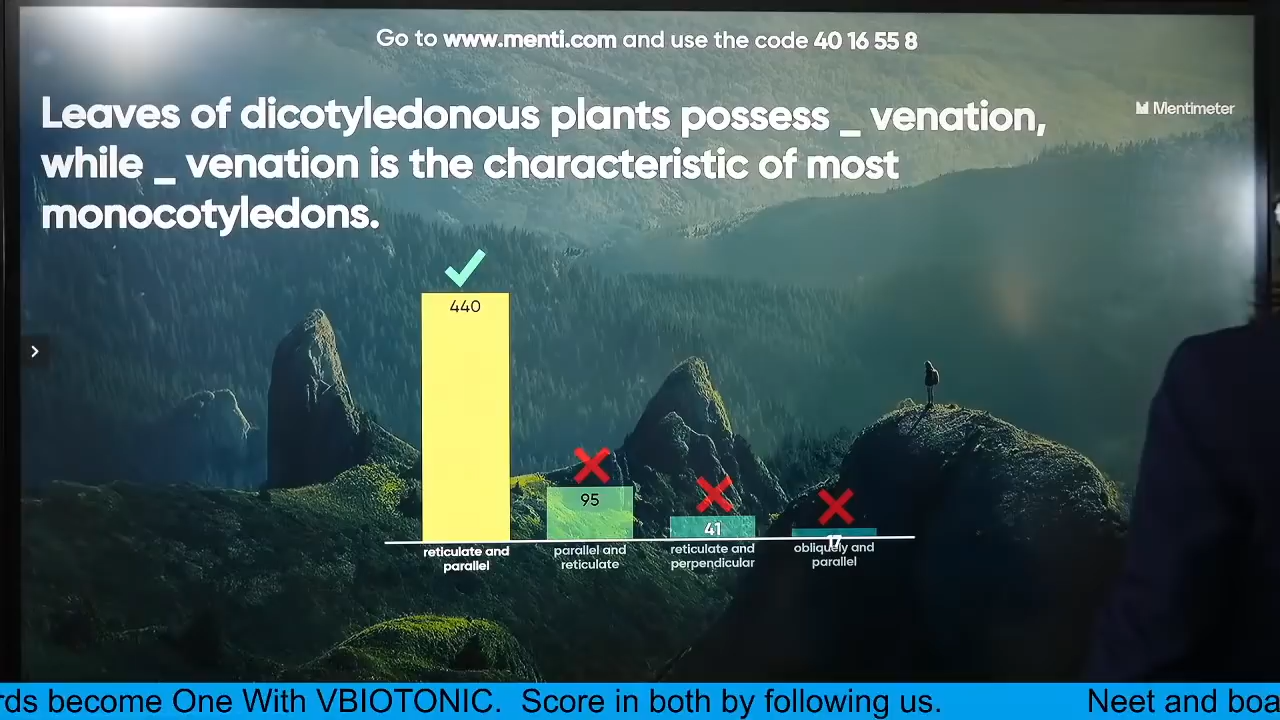 Go to www.menti.com and use the code 40 16 55 8
Mentimeter
Leaves of dicotyledonous plants possess _ venation,
while _ venation is the characteristic of most
monocotyledons.
440
95
41
17
reticulate and
parallel
parallel and
reticulate
reticulate and
perpendicular
obliquely and
parallel
rds become One With VBIOTONIC. Score in both by following us. Neet and boa